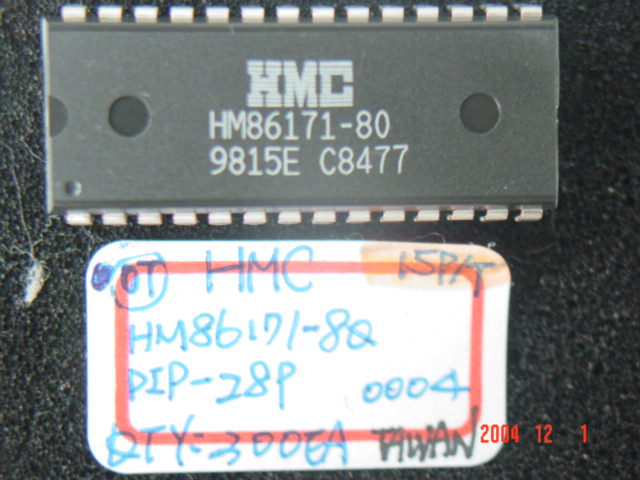 HMC
HM86171-80
9815E C8477
OT HMC 15P/T
HM86171-80
DIP-28P 0004
QTY=300EA TAIWAN
2004 12 1